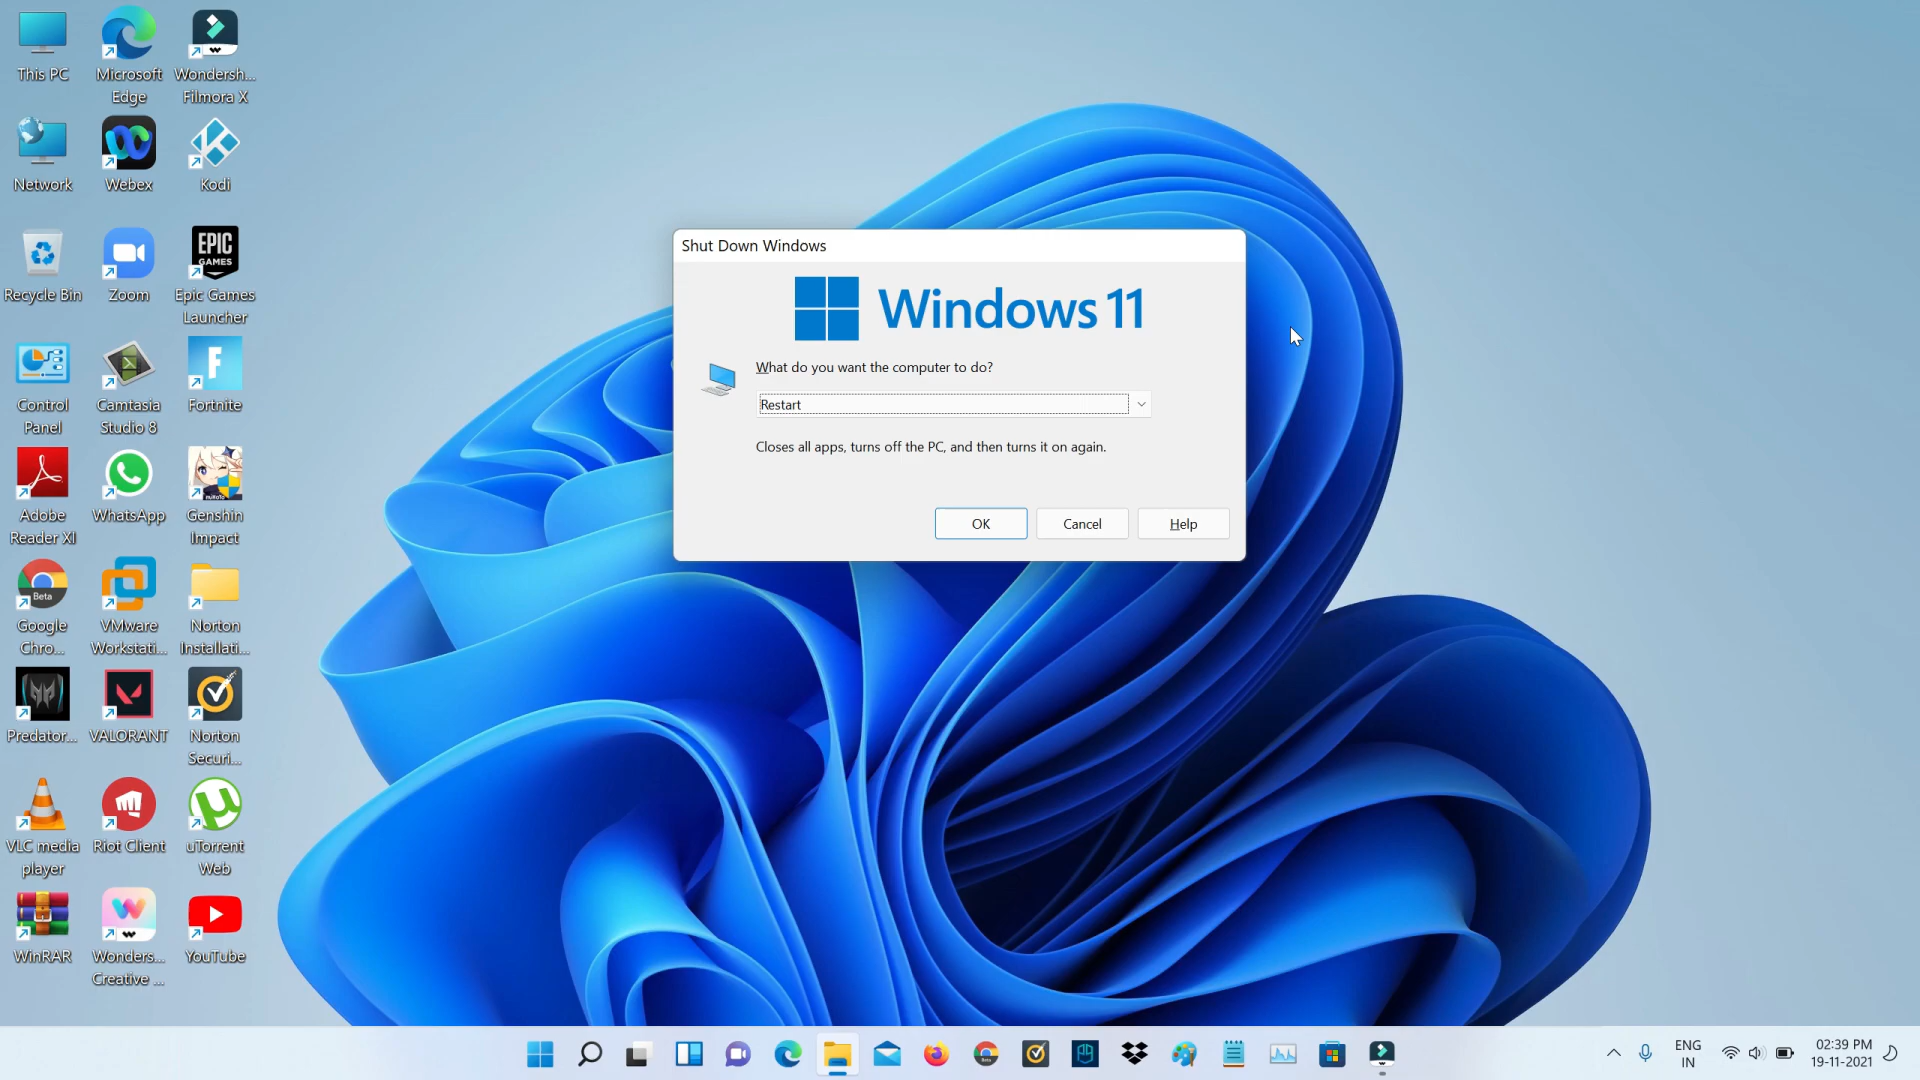 This PC
Microsoft
Edge
Wondersh...
Filmora X
Network
Webex
Kodi
EPIC
GAMES
Recycle Bin
Zoom
Epic Games
Launcher
Control
Panel
Camtasia
Studio 8
F
Fortnite
Adobe
Reader XI
WhatsApp
Genshin
Impact
Beta
Google
Chro...
VMware
Workstati...
Norton
Installati...
Predator...
VALORANT
Norton
Securi...
VLC media
player
Riot Client
uTorrent
Web
WinRAR
Wonders...
Creative ...
YouTube
Shut Down Windows
Windows 11
What do you want the computer to do?
Restart
Closes all apps, turns off the PC, and then turns it on again.
OK
Cancel
Help
ENG
IN
02:39 PM
19-11-2021